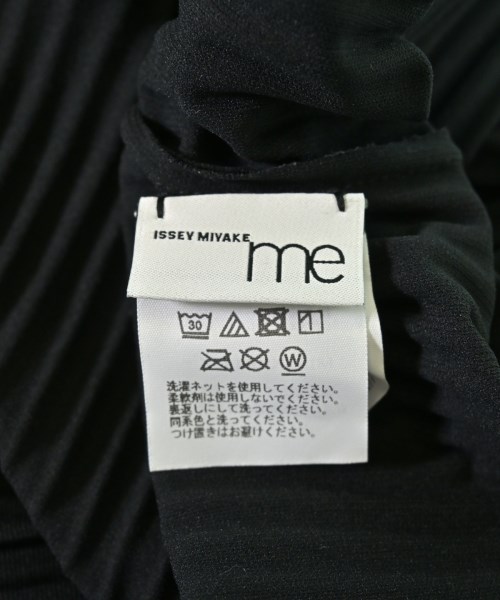 ISSEY MIYAKE me
30
W
洗濯ネットを使用してください。
柔軟剤は使用しないでください。
裏返しにして洗ってください。
同系色と洗ってください。
つけ置きはお避けください。